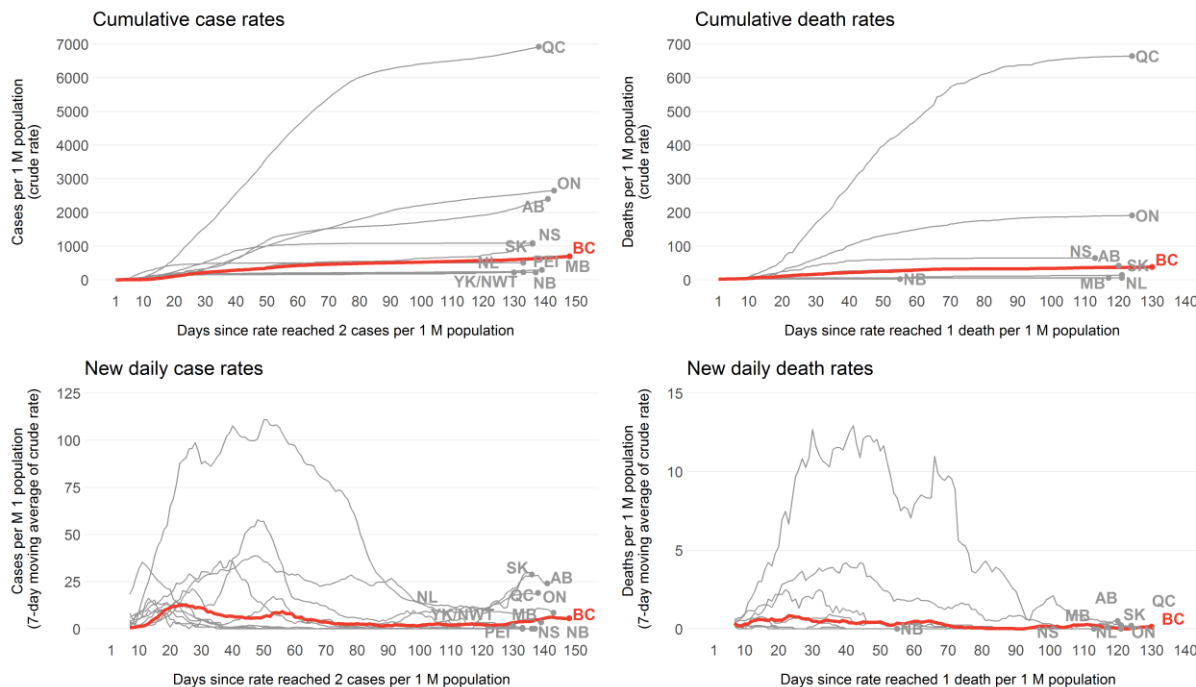 Cumulative case rates
Cases per 1 M population
(crude rate)
7000
6000
5000
4000
3000
2000
1000
0
QC
ON
AB
NS
SK
BC
NL
PEI
MB
YK/NWT
NB
1 10 20 30 40 50 60 70 80 90 100 110 120 130 140 150
Days since rate reached 2 cases per 1 M population
Cumulative death rates
Deaths per 1 M population
(crude rate)
700
600
500
400
300
200
100
0
QC
ON
NS
AB
BC
SK
NB
MB
NL
1 10 20 30 40 50 60 70 80 90 100 110 120 130 140
Days since rate reached 1 death per 1 M population
New daily case rates
Cases per M 1 population
(7-day moving average of crude rate)
125
100
75
50
25
0
SK
AB
NL
QC
ON
YK/NWT
MB
BC
PEI
NS
NB
1 10 20 30 40 50 60 70 80 90 100 110 120 130 140 150
Days since rate reached 2 cases per 1 M population
New daily death rates
Deaths per 1 M population
(7-day moving average of crude rate)
15
10
5
0
AB
QC
MB
SK
BC
NB
NS
NL
ON
1 10 20 30 40 50 60 70 80 90 100 110 120 130 140
Days since rate reached 1 death per 1 M population